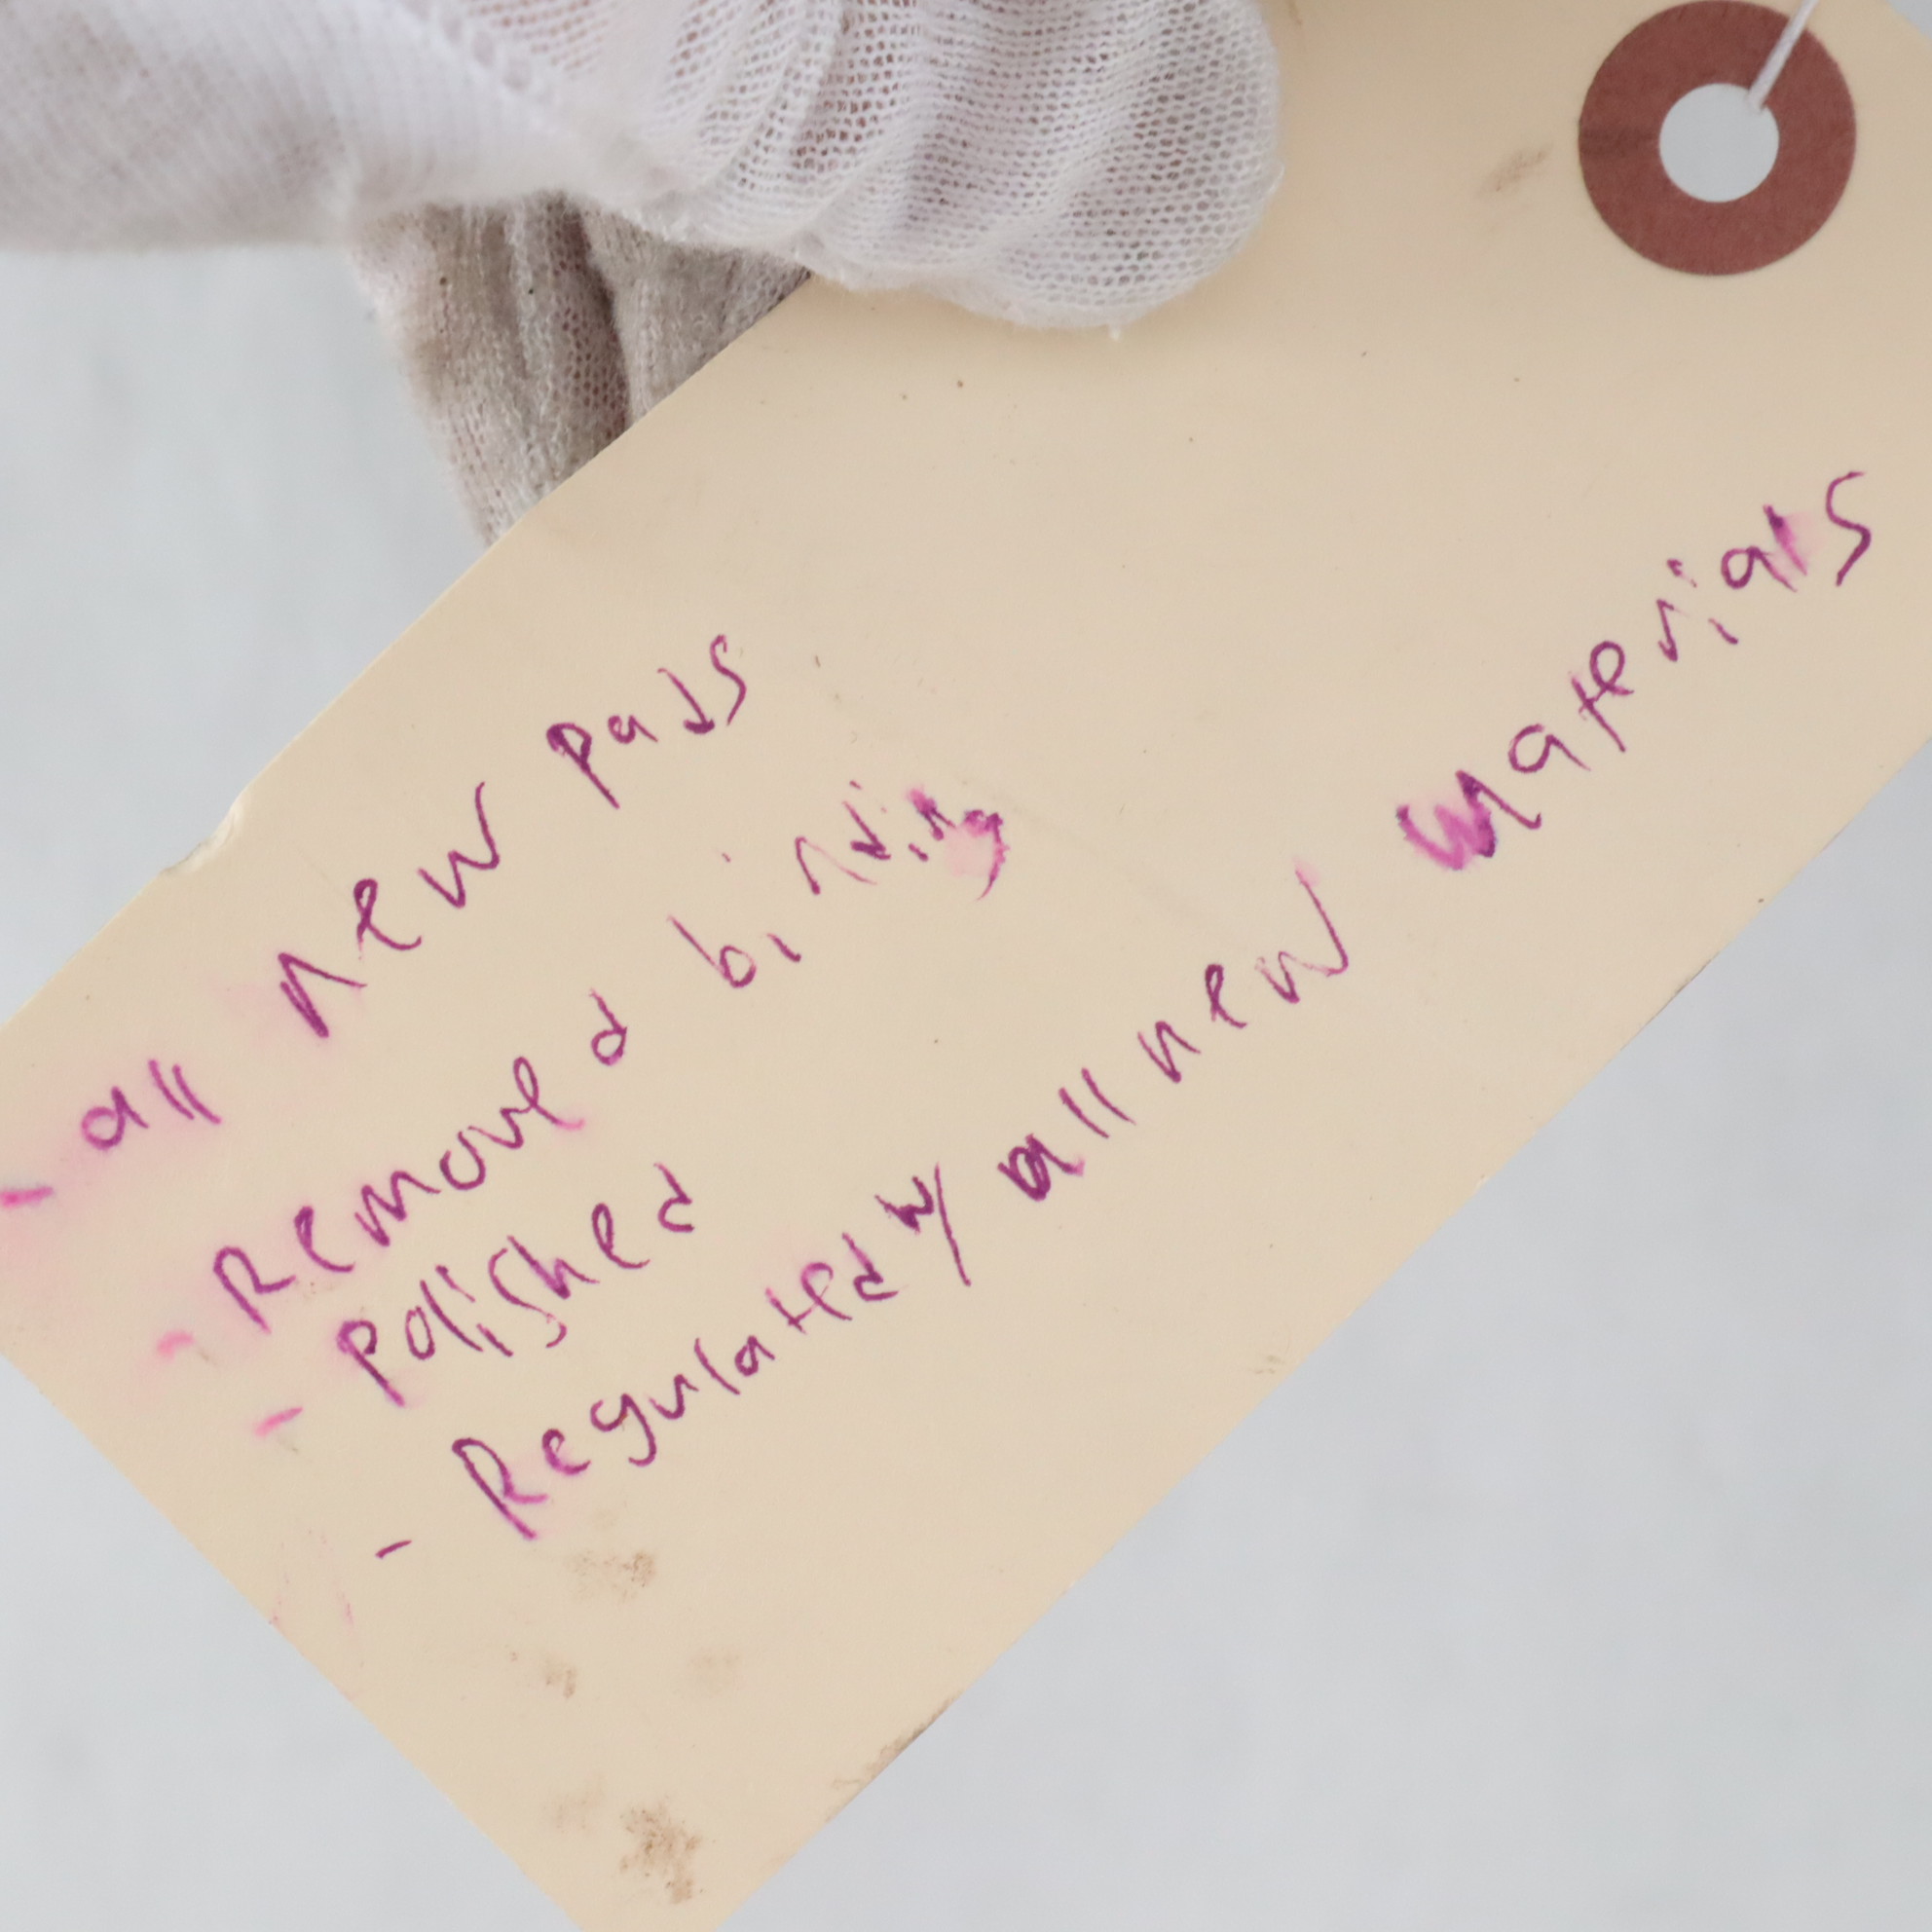 - all new pads
- Removed binding
- polished
- Regulated w/ all new materials